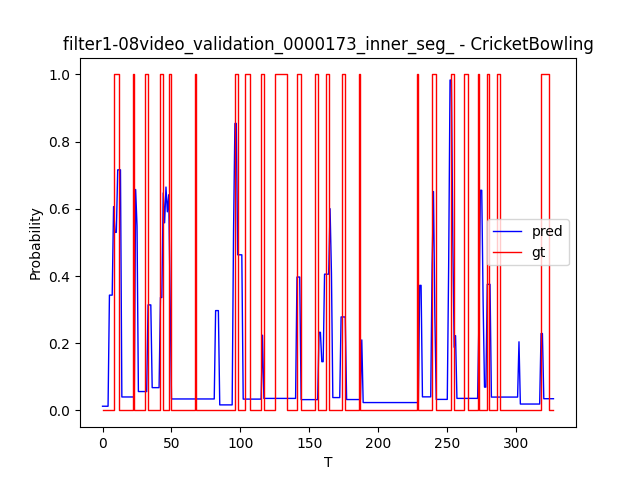 filter1-08video_validation_0000173_inner_seg_ - CricketBowling
1.0
0.8
0.6
0.4
0.2
0.0
Probability
pred
gt
0 50 100 150 200 250 300
T